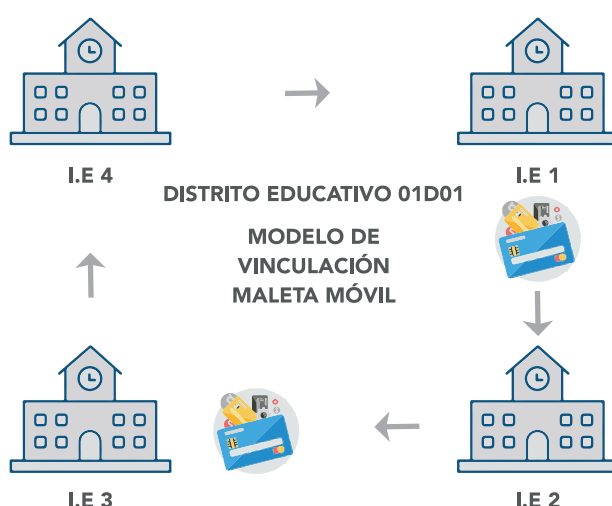 I.E 4
I.E 1
DISTRITO EDUCATIVO 01D01
MODELO DE
VINCULACIÓN
MALETA MÓVIL
I.E 3
I.E 2